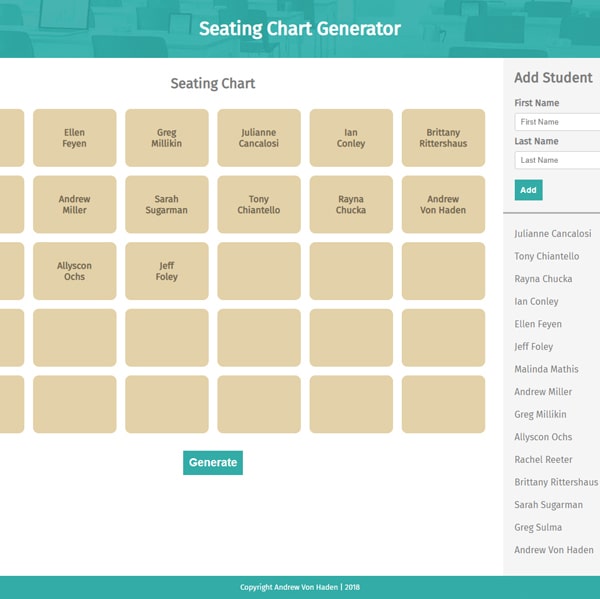 Seating Chart Generator
Seating Chart
Ellen
Feyen
Greg
Millikin
Julianne
Cancalosi
Ian
Conley
Brittany
Rittershaus
Andrew
Miller
Sarah
Sugarman
Tony
Chiantello
Rayna
Chucka
Andrew
Von Haden
Allyscon
Ochs
Jeff
Foley
Generate
Add Student
First Name
First Name
Last Name
Last Name
Add
Julianne Cancalosi
Tony Chiantello
Rayna Chucka
Ian Conley
Ellen Feyen
Jeff Foley
Malinda Mathis
Andrew Miller
Greg Millikin
Allyscon Ochs
Rachel Reeter
Brittany Rittershaus
Sarah Sugarman
Greg Sulma
Andrew Von Haden
Copyright Andrew Von Haden | 2018